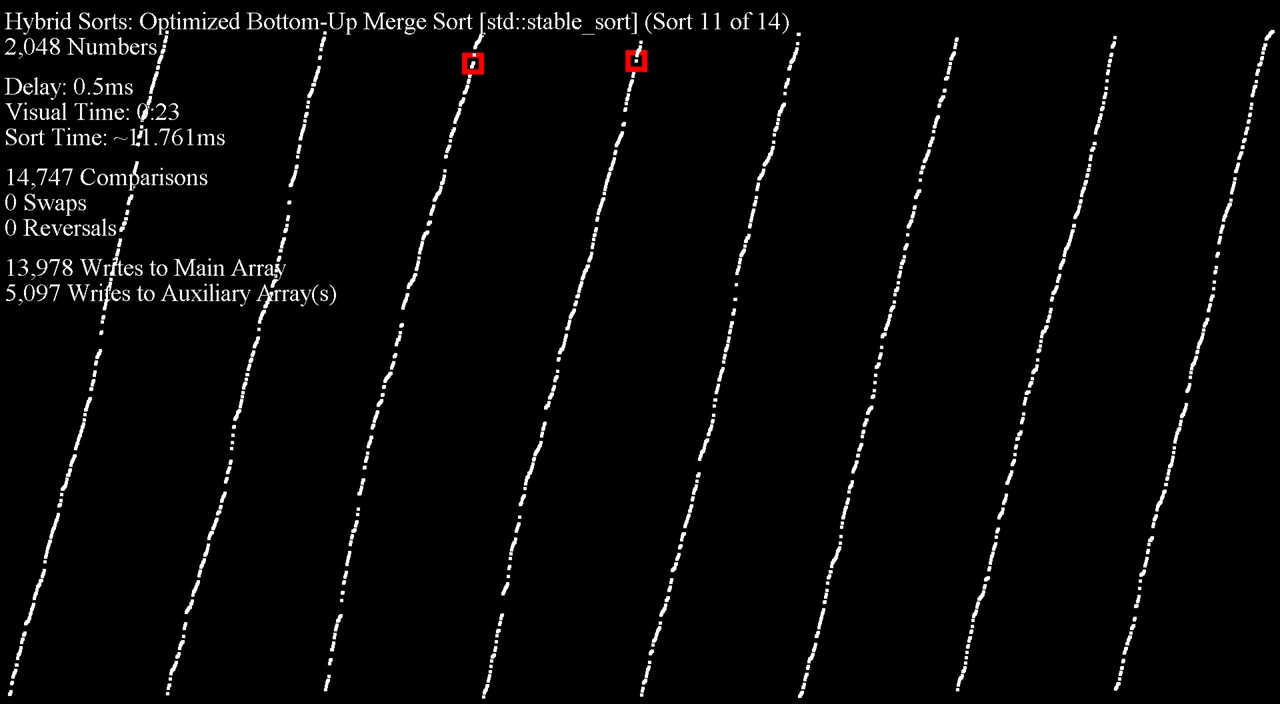 Hybrid Sorts: Optimized Bottom-Up Merge Sort [std::stable_sort] (Sort 11 of 14)
2,048 Numbers
Delay: 0.5ms
Visual Time: 0:23
Sort Time: ~11.761ms
14,747 Comparisons
0 Swaps
0 Reversals
13,978 Writes to Main Array
5,097 Writes to Auxiliary Array(s)